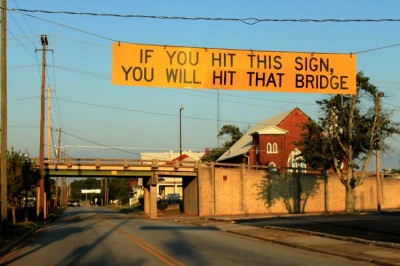 IF YOU HIT THIS SIGN,
YOU WILL HIT THAT BRIDGE